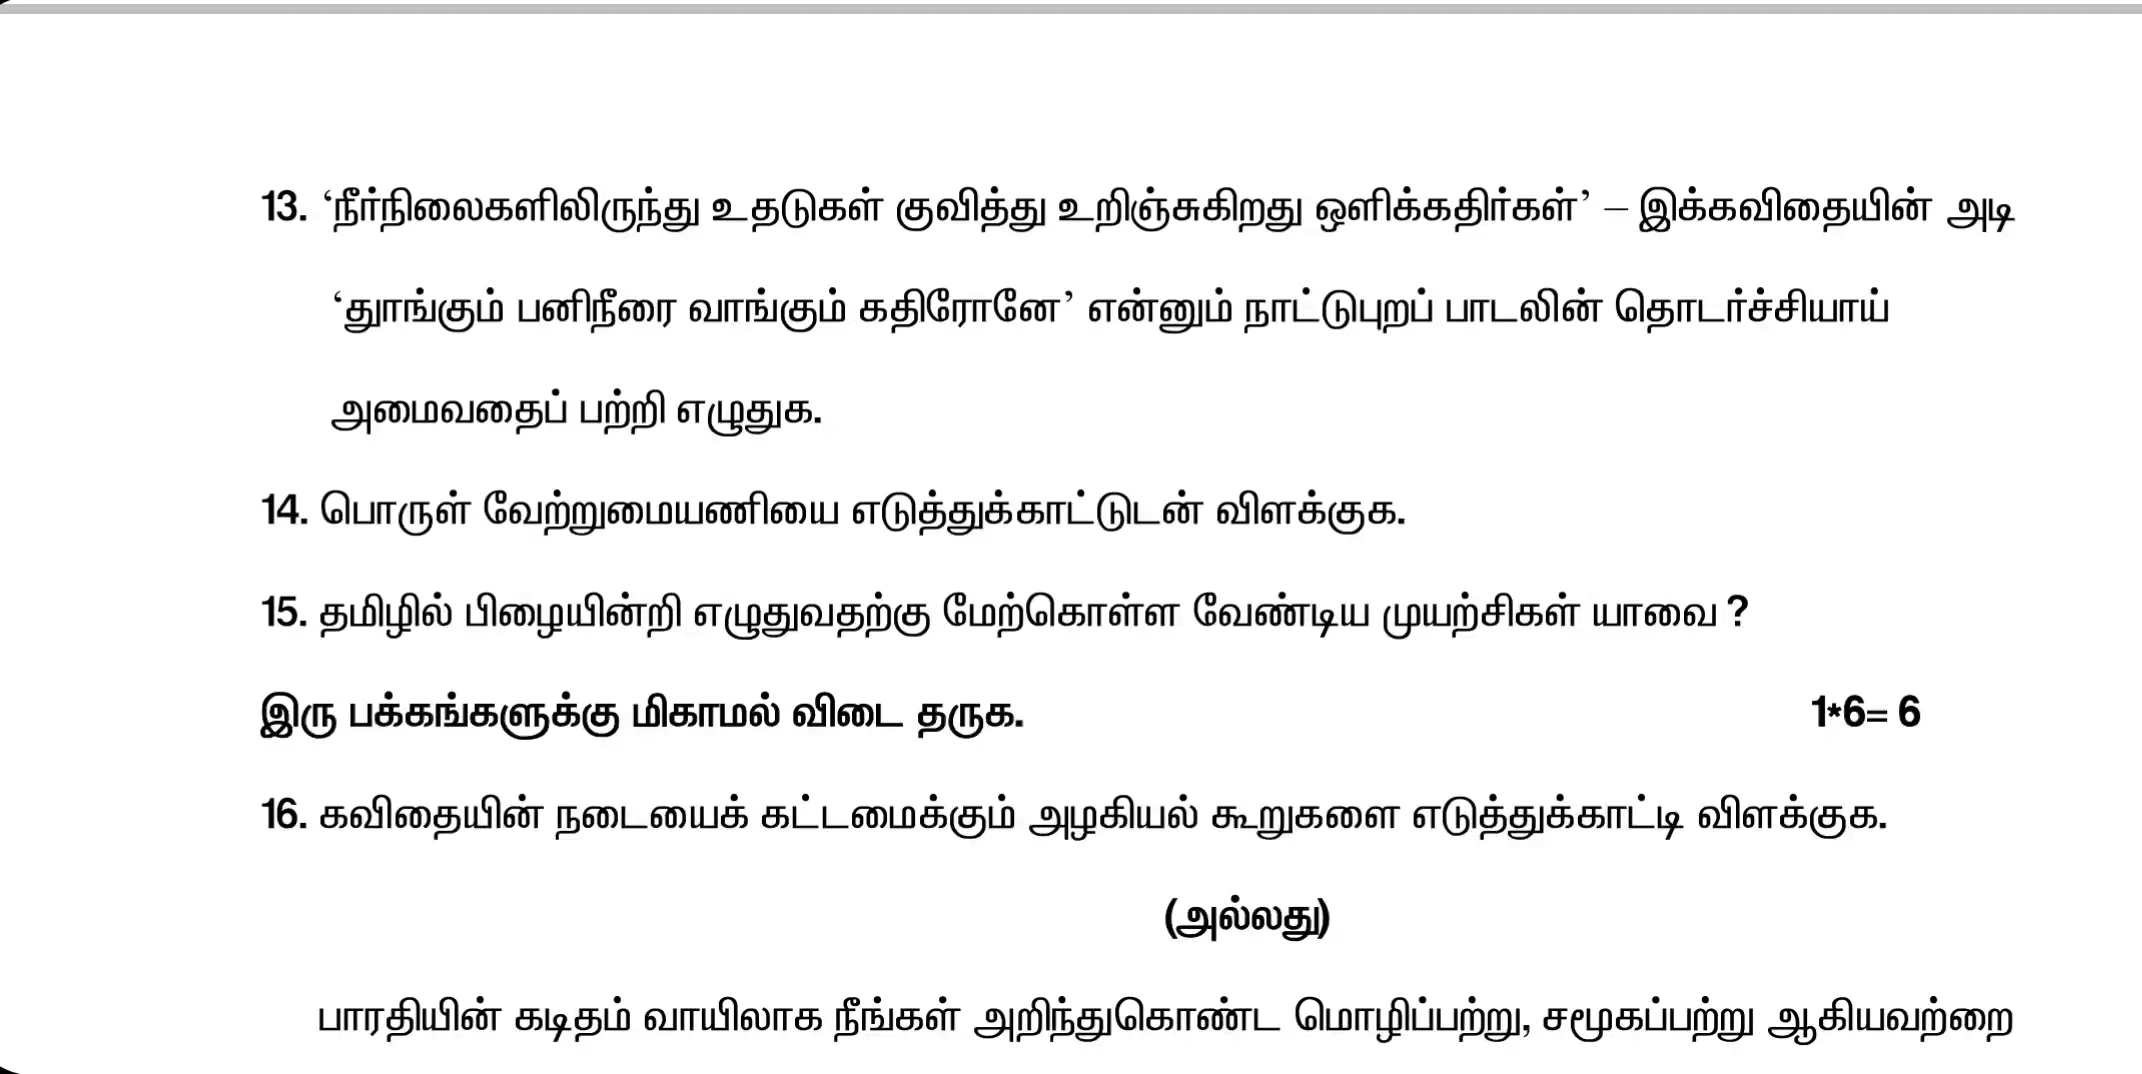 13. ‘நீர்நிலைகளிலிருந்து உதடுகள் குவித்து உறிஞ்சுகிறது ஒளிக்கதிர்கள்’ – இக்கவிதையின் அடி
‘தூங்கும் பனிநீரை வாங்கும் கதிரோனே’ என்னும் நாட்டுபுறப் பாடலின் தொடர்ச்சியாய்
அமைவதைப் பற்றி எழுதுக.
14. பொருள் வேற்றுமையணியை எடுத்துக்காட்டுடன் விளக்குக.
15. தமிழில் பிழையின்றி எழுதுவதற்கு மேற்கொள்ள வேண்டிய முயற்சிகள் யாவை ?
இரு பக்கங்களுக்கு மிகாமல் விடை தருக. 1*6= 6
16. கவிதையின் நடையைக் கட்டமைக்கும் அழகியல் கூறுகளை எடுத்துக்காட்டி விளக்குக.
(அல்லது)
பாரதியின் கடிதம் வாயிலாக நீங்கள் அறிந்துகொண்ட மொழிப்பற்று, சமூகப்பற்று ஆகியவற்றை